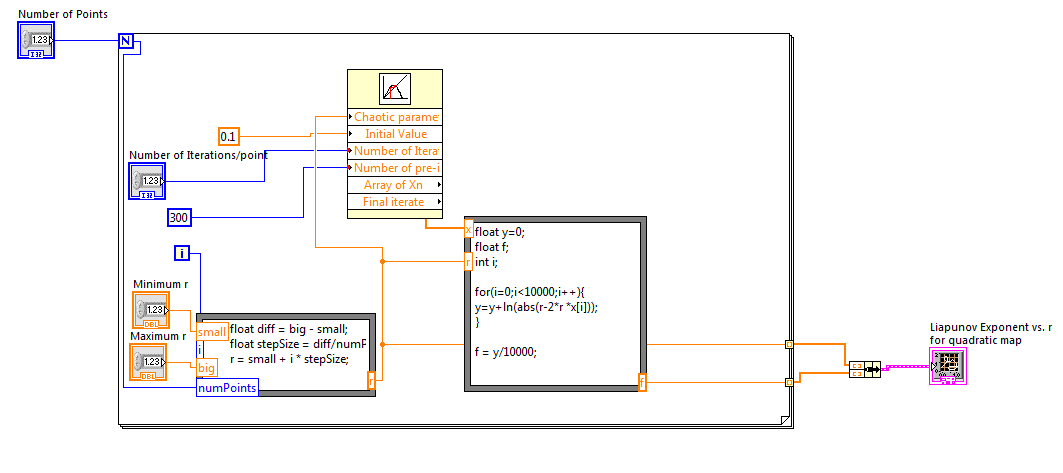 Number of Points
1.23
I32
N
Chaotic parame
Initial Value
Number of Itera
Number of pre-i
Array of Xn
Final iterate
0.1
Number of Iterations/point
1.23
I32
300
i
Minimum r
1.23
DBL
Maximum r
1.23
DBL
small
i
big
numPoints
float diff = big - small;
float stepSize = diff/numP
r = small + i * stepSize;
r
x
r
float y=0;
float f;
int i;
for(i=0;i<10000;i++){
y=y+ln(abs(r-2*r *x[i]));
}
f = y/10000;
f
Liapunov Exponent vs. r
for quadratic map